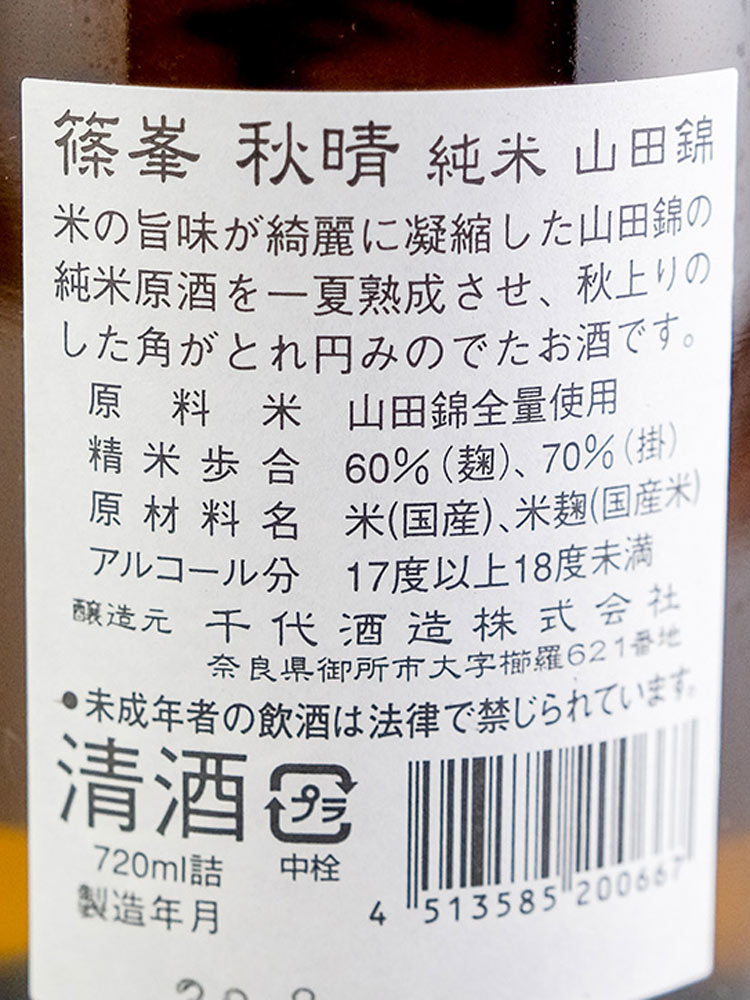 篠峯 秋晴 純米 山田錦
米の旨味が綺麗に凝縮した山田錦の
純米原酒を一夏熟成させ、秋上りの
した角がとれ円みのでたお酒です。
原料米 山田錦全量使用
精米歩合 60％（麹）、70％（掛）
原材料名 米(国産)、米麹(国産米)
アルコール分 17度以上18度未満
醸造元 千代酒造株式会社
奈良県御所市大字櫛羅621番地
●未成年者の飲酒は法律で禁じられています。
清酒 プラ
720ml詰 中栓
製造年月
4 513585 200667